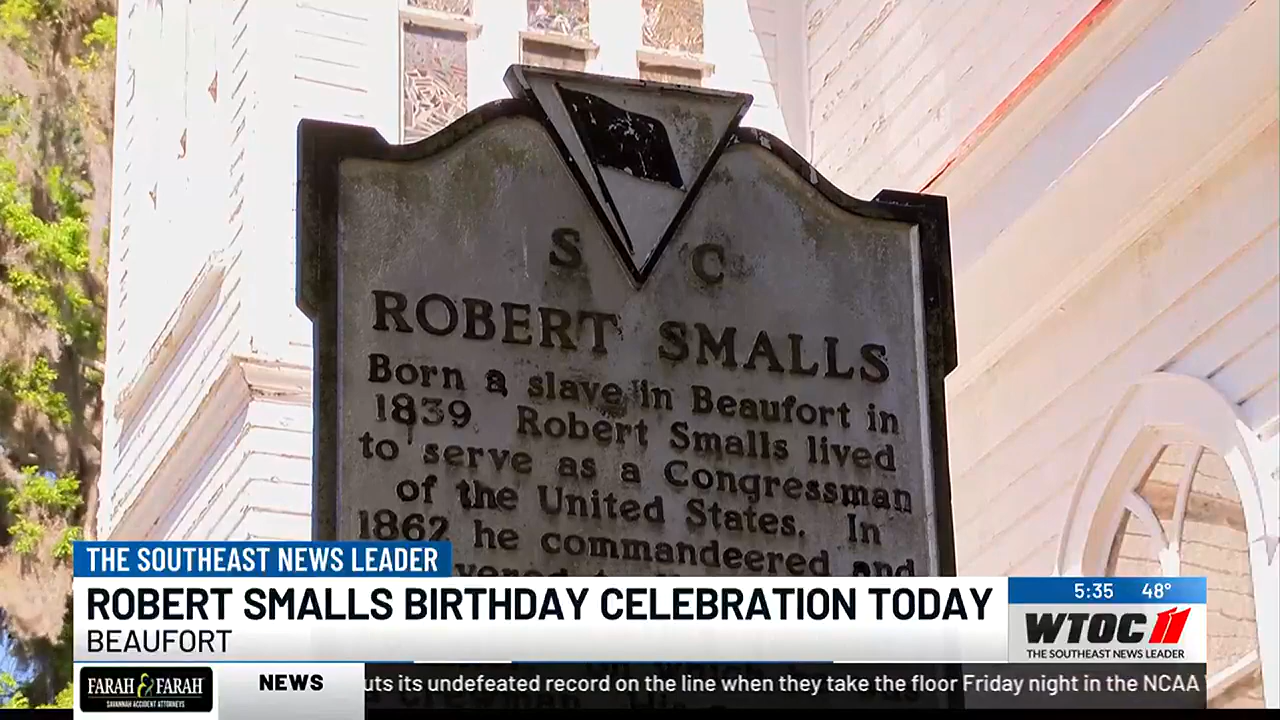 S C
ROBERT SMALLS
Born a slave in Beaufort in
1839 Robert Smalls lived
to serve as a Congressman
of the United States. In
1862 he commandeered and
THE SOUTHEAST NEWS LEADER
ROBERT SMALLS BIRTHDAY CELEBRATION TODAY
BEAUFORT
5:35 48°
WTOC 11
THE SOUTHEAST NEWS LEADER
FARAH & FARAH
SAVANNAH ACCIDENT ATTORNEYS
NEWS
uts its undefeated record on the line when they take the floor Friday night in the NCAA